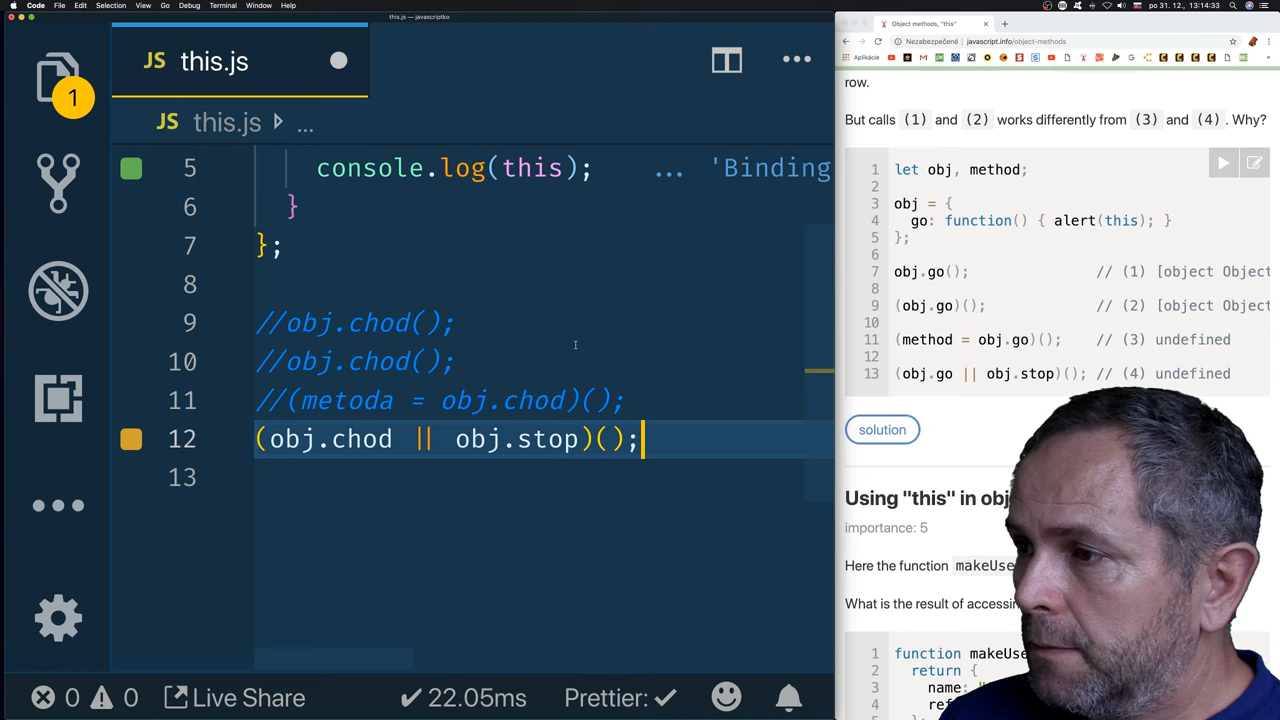 Code File Edit Selection View Go Debug Terminal Window Help
po 31. 12., 13:14:33
this.js — javascriptko
JS this.js
JS this.js ...
1
5 console.log(this); ... 'Binding
6 }
7 };
8
9 //obj.chod();
10 //obj.chod();
11 //(metoda = obj.chod)();
12 (obj.chod || obj.stop)();
13
0 0 Live Share ✔ 22.05ms Prettier: ✔
Object methods, "this"
Nezabezpečené | javascript.info/object-methods
Aplikácie
row.
But calls (1) and (2) works differently from (3) and (4). Why?
1 let obj, method;
2
3 obj = {
4 go: function() { alert(this); }
5 };
6
7 obj.go(); // (1) [object Object
8
9 (obj.go)(); // (2) [object Object
10
11 (method = obj.go)(); // (3) undefined
12
13 (obj.go || obj.stop)(); // (4) undefined
solution
Using "this" in obj
importance: 5
Here the function makeUse
What is the result of accessin
1 function makeUse
2 return {
3 name: "
4 ref
5